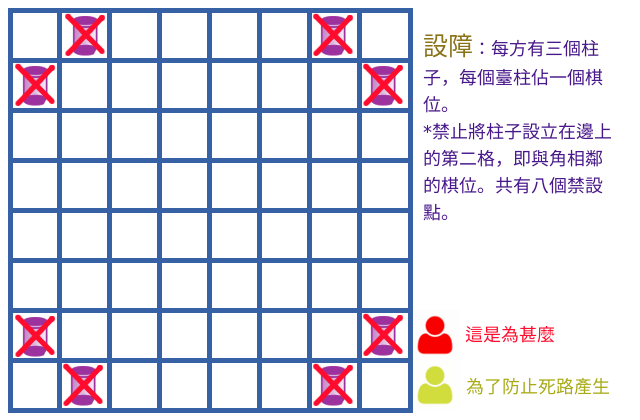 設障：每方有三個柱
子，每個臺柱佔一個棋
位。
*禁止將柱子設立在邊上
的第二格，即與角相鄰
的棋位。共有八個禁設
點。
這是為甚麼
為了防止死路產生